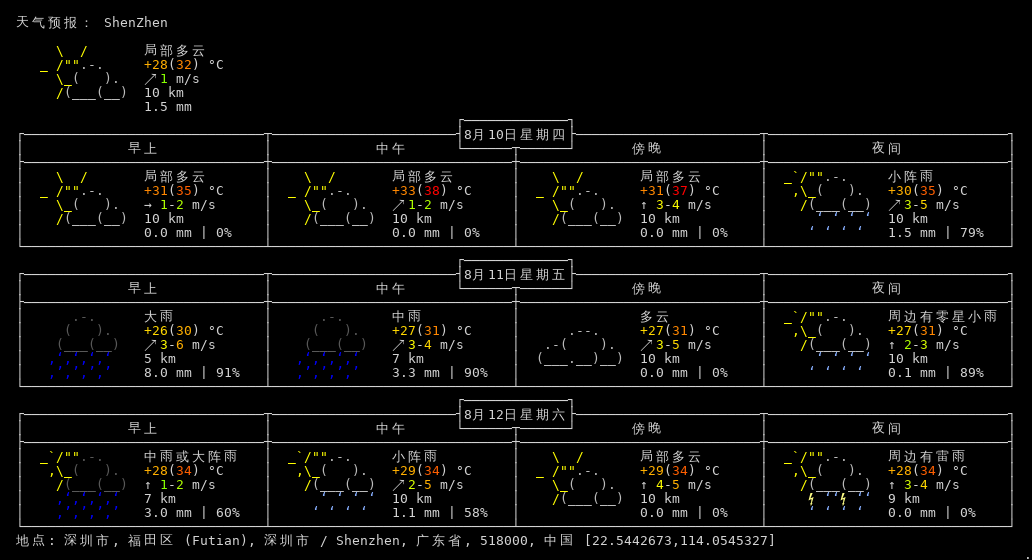 天气预报： ShenZhen
局部多云
+28(32) °C
↗1 m/s
10 km
1.5 mm
8月10日星期四
早上 中午 傍晚 夜间
局部多云 局部多云 局部多云 小阵雨
+31(35) °C +33(38) °C +31(37) °C +30(35) °C
→ 1-2 m/s ↗1-2 m/s ↑ 3-4 m/s ↗3-5 m/s
10 km 10 km 10 km 10 km
0.0 mm | 0% 0.0 mm | 0% 0.0 mm | 0% 1.5 mm | 79%
8月11日星期五
早上 中午 傍晚 夜间
大雨 中雨 多云 周边有零星小雨
+26(30) °C +27(31) °C +27(31) °C +27(31) °C
↗3-6 m/s ↗3-4 m/s ↗3-5 m/s ↑ 2-3 m/s
5 km 7 km 10 km 10 km
8.0 mm | 91% 3.3 mm | 90% 0.0 mm | 0% 0.1 mm | 89%
8月12日星期六
早上 中午 傍晚 夜间
中雨或大阵雨 小阵雨 局部多云 周边有雷雨
+28(34) °C +29(34) °C +29(34) °C +28(34) °C
↑ 1-2 m/s ↗2-5 m/s ↑ 4-5 m/s ↑ 3-4 m/s
7 km 10 km 10 km 9 km
3.0 mm | 60% 1.1 mm | 58% 0.0 mm | 0% 0.0 mm | 0%
地点: 深圳市, 福田区 (Futian), 深圳市 / Shenzhen, 广东省, 518000, 中国 [22.5442673,114.0545327]